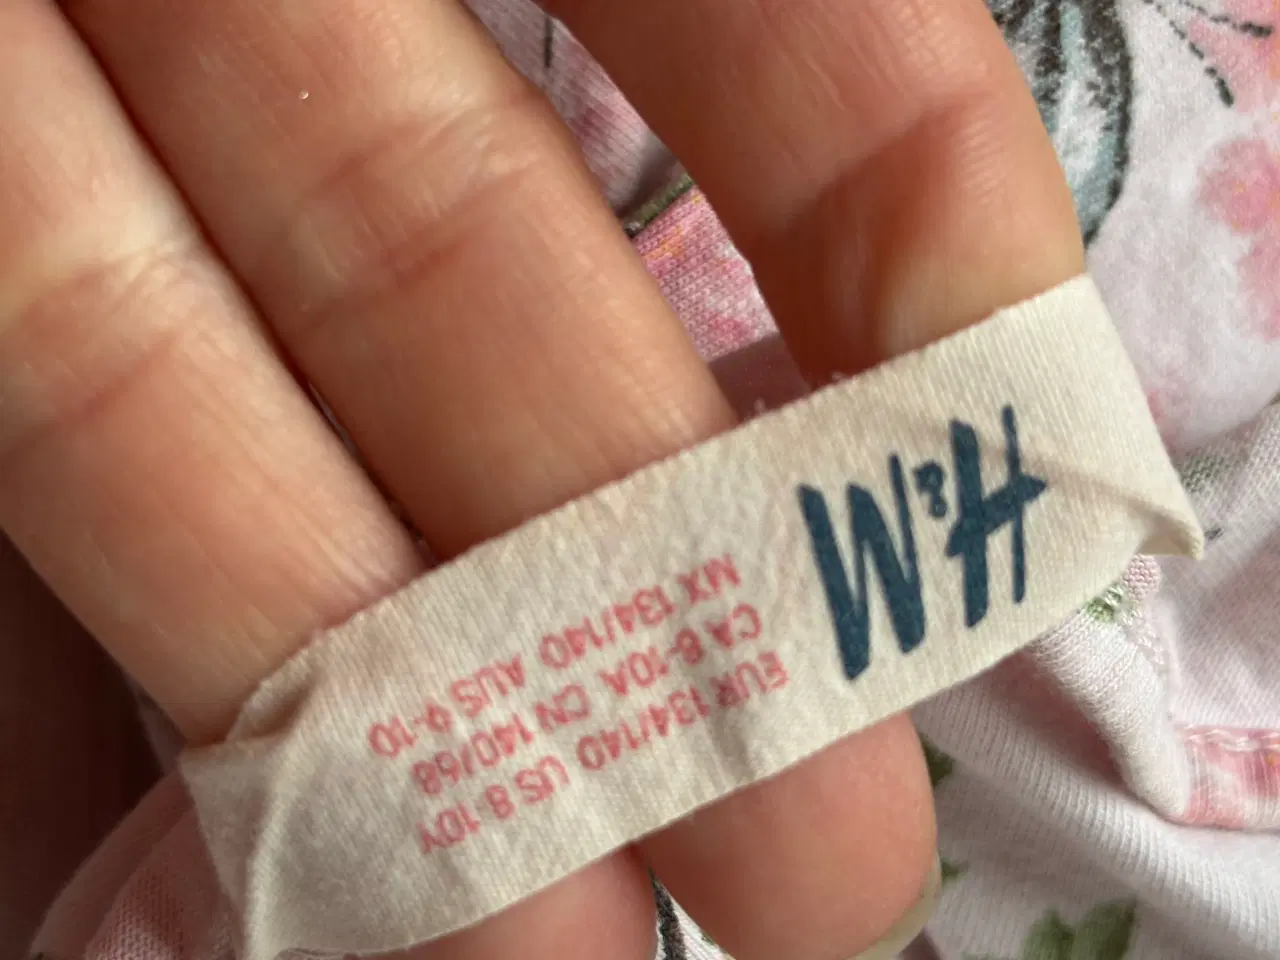 H&M
EUR 134/140 US 8-10Y
CA 8-10A CN 140/68
MX 134/140 AUS 9-10